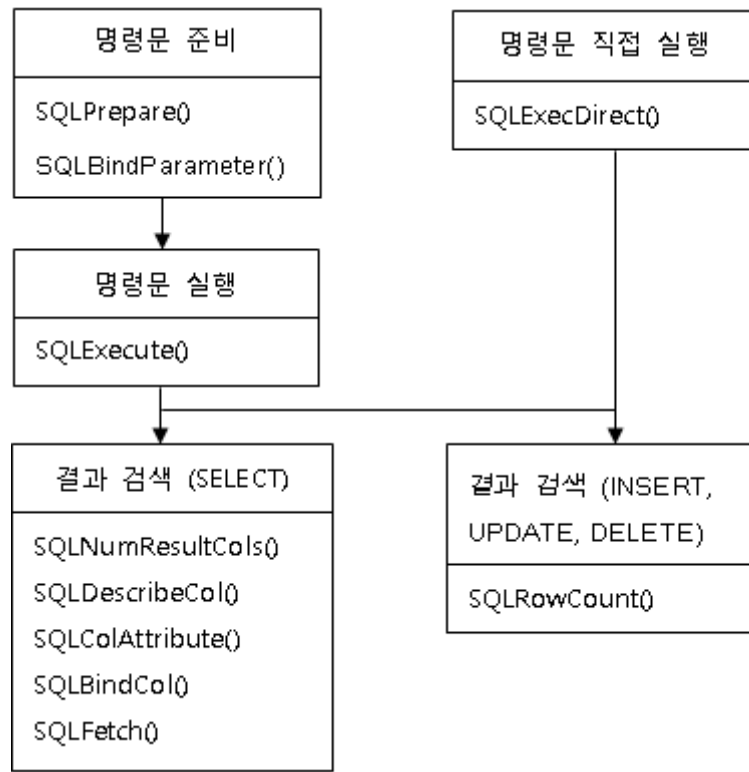 명령문 준비
SQLPrepare()
SQLBindParameter()
명령문 직접 실행
SQLExecDirect()
명령문 실행
SQLExecute()
결과 검색 (SELECT)
SQLNumResultCols()
SQLDescribeCol()
SQLColAttribute()
SQLBindCol()
SQLFetch()
결과 검색 (INSERT,
UPDATE, DELETE)
SQLRowCount()